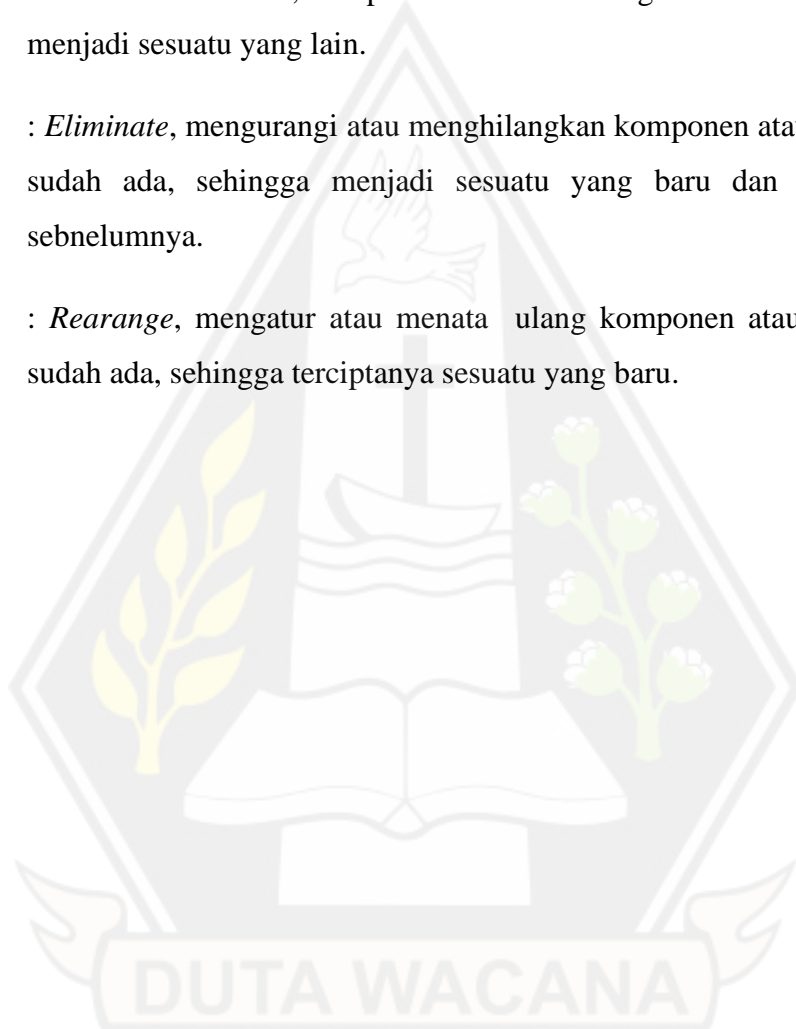 menjadi sesuatu yang lain.
: Eliminate, mengurangi atau menghilangkan komponen
sudah ada, sehingga menjadi sesuatu yang baru dan
sebnelumnya.
: Rearange, mengatur atau menata ulang komponen atau
sudah ada, sehingga terciptanya sesuatu yang baru.
DUTA WACANA